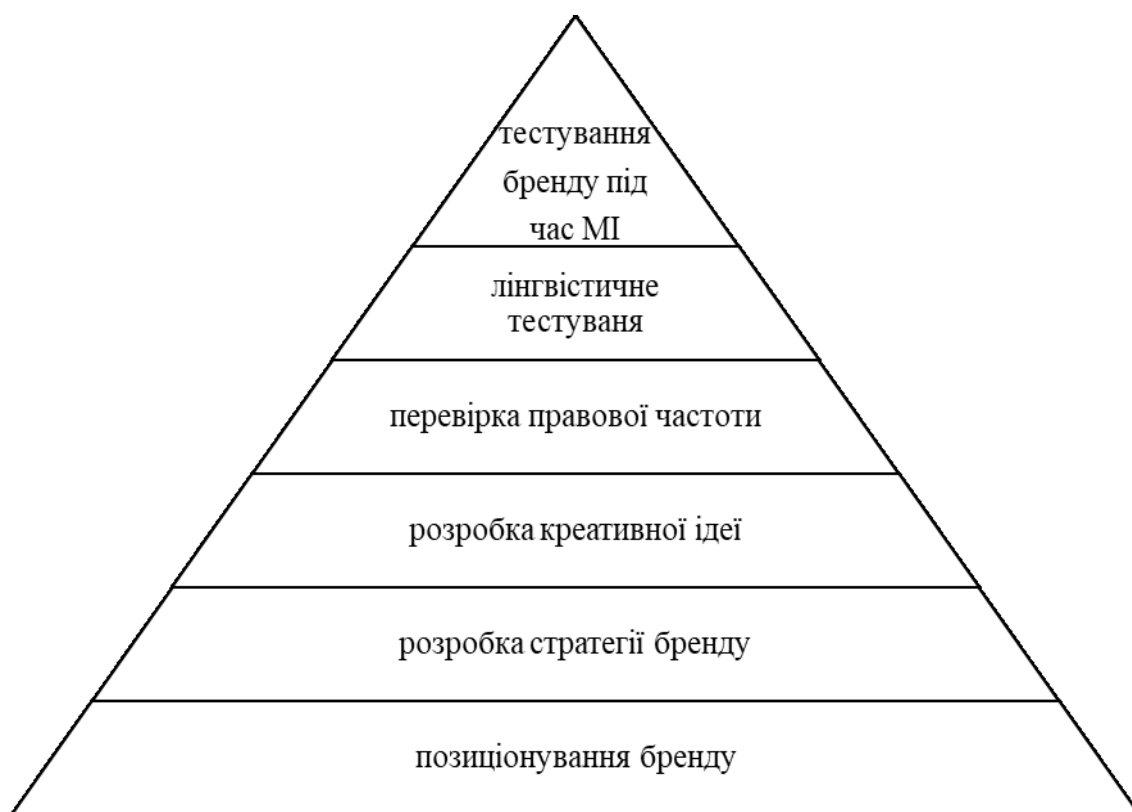 тестування
бренду під
час МІ
лінгвістичне
тестуваня
перевірка правової частоти
розробка креативної ідеї
розробка стратегії бренду
позиціонування бренду